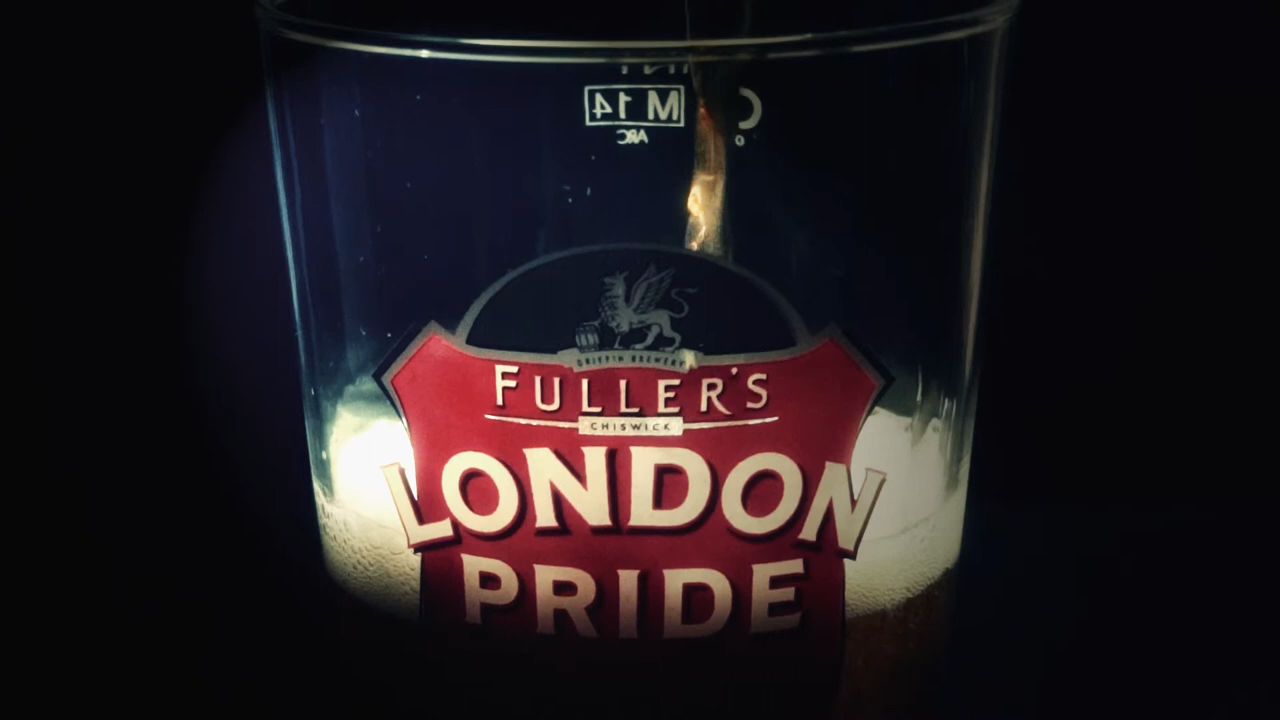 M 14
ARC
GRIFFIN BREWERY
FULLER'S
CHISWICK
LONDON
PRIDE